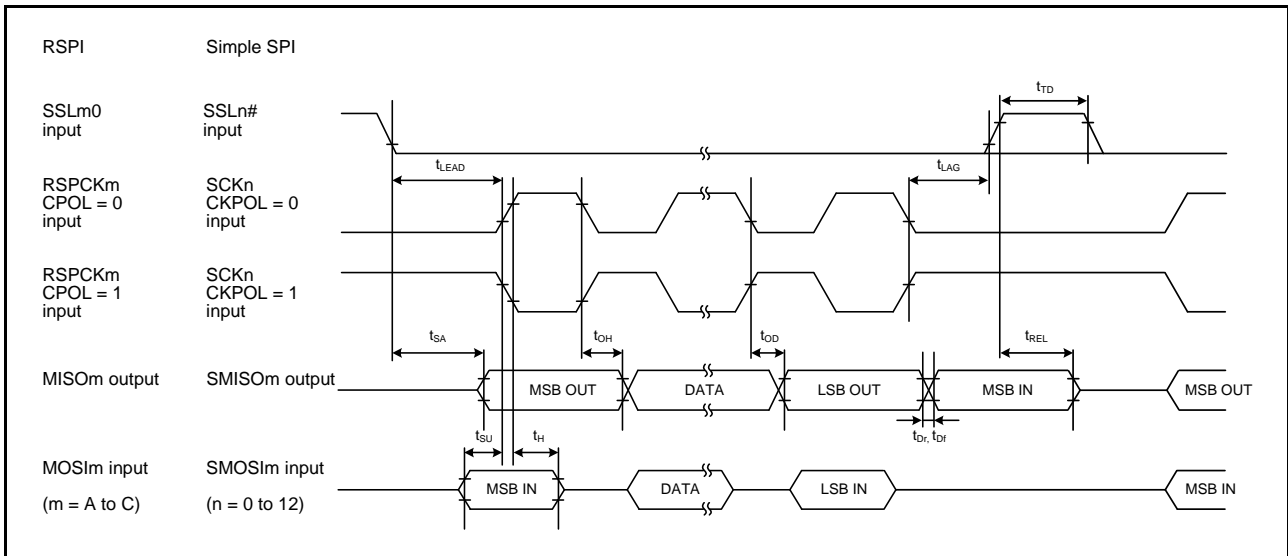 RSPI Simple SPI
SSLm0 SSLn#
input input
tTD
tLEAD tLAG
RSPCKm SCKn
CPOL = 0 CKPOL = 0
input input
RSPCKm SCKn
CPOL = 1 CKPOL = 1
input input
tSA tOH tOD tREL
MISOm output SMISOm output MSB OUT DATA LSB OUT MSB IN MSB OUT
tSU tH tDr, tDf
MOSIm input SMOSIm input MSB IN DATA LSB IN MSB IN
(m = A to C) (n = 0 to 12)